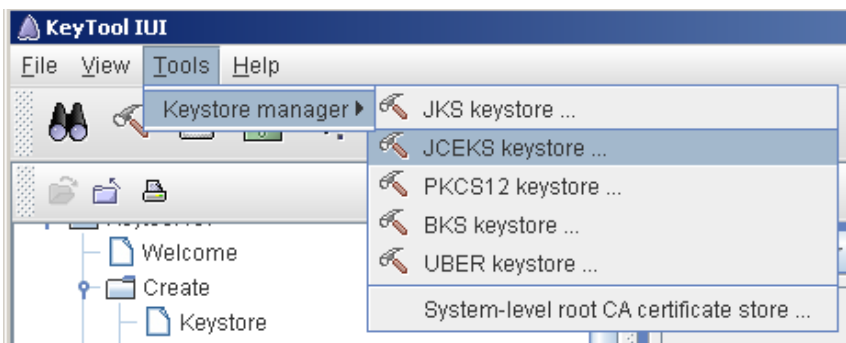 KeyTool IUI
File View Tools Help
Keystore manager
JKS keystore ...
JCEKS keystore ...
PKCS12 keystore ...
BKS keystore ...
UBER keystore ...
System-level root CA certificate store ...
Welcome
Create
Keystore